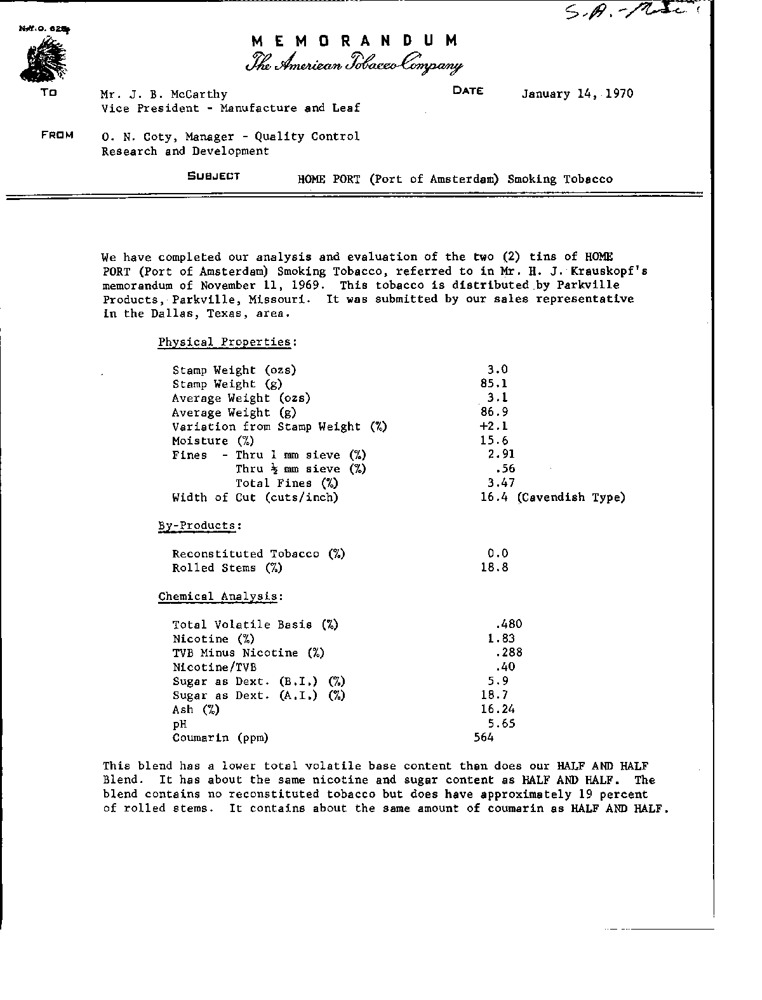 S.A. - Misc.
MEMORANDUM
The American Tobacco Company
TO Mr. J. B. McCarthy DATE January 14, 1970
Vice President - Manufacture and Leaf
FROM O. N. Coty, Manager - Quality Control
Research and Development
SUBJECT HOME PORT (Port of Amsterdam) Smoking Tobacco
We have completed our analysis and evaluation of the two (2) tins of HOME
PORT (Port of Amsterdam) Smoking Tobacco, referred to in Mr. H. J. Krauskopf's
memorandum of November 11, 1969. This tobacco is distributed by Parkville
Products, Parkville, Missouri. It was submitted by our sales representative
in the Dallas, Texas, area.
Physical Properties:
Stamp Weight (ozs) 3.0
Stamp Weight (g) 85.1
Average Weight (ozs) 3.1
Average Weight (g) 86.9
Variation from Stamp Weight (%) +2.1
Moisture (%) 15.6
Fines - Thru 1 mm sieve (%) 2.91
Thru ½ mm sieve (%) .56
Total Fines (%) 3.47
Width of Cut (cuts/inch) 16.4 (Cavendish Type)
By-Products:
Reconstituted Tobacco (%) 0.0
Rolled Stems (%) 18.8
Chemical Analysis:
Total Volatile Basis (%) .480
Nicotine (%) 1.83
TVB Minus Nicotine (%) .288
Nicotine/TVB .40
Sugar as Dext. (B.I.) (%) 5.9
Sugar as Dext. (A.I.) (%) 18.7
Ash (%) 16.24
pH 5.65
Coumarin (ppm) 564
This blend has a lower total volatile base content than does our HALF AND HALF
Blend. It has about the same nicotine and sugar content as HALF AND HALF. The
blend contains no reconstituted tobacco but does have approximately 19 percent
of rolled stems. It contains about the same amount of coumarin as HALF AND HALF.